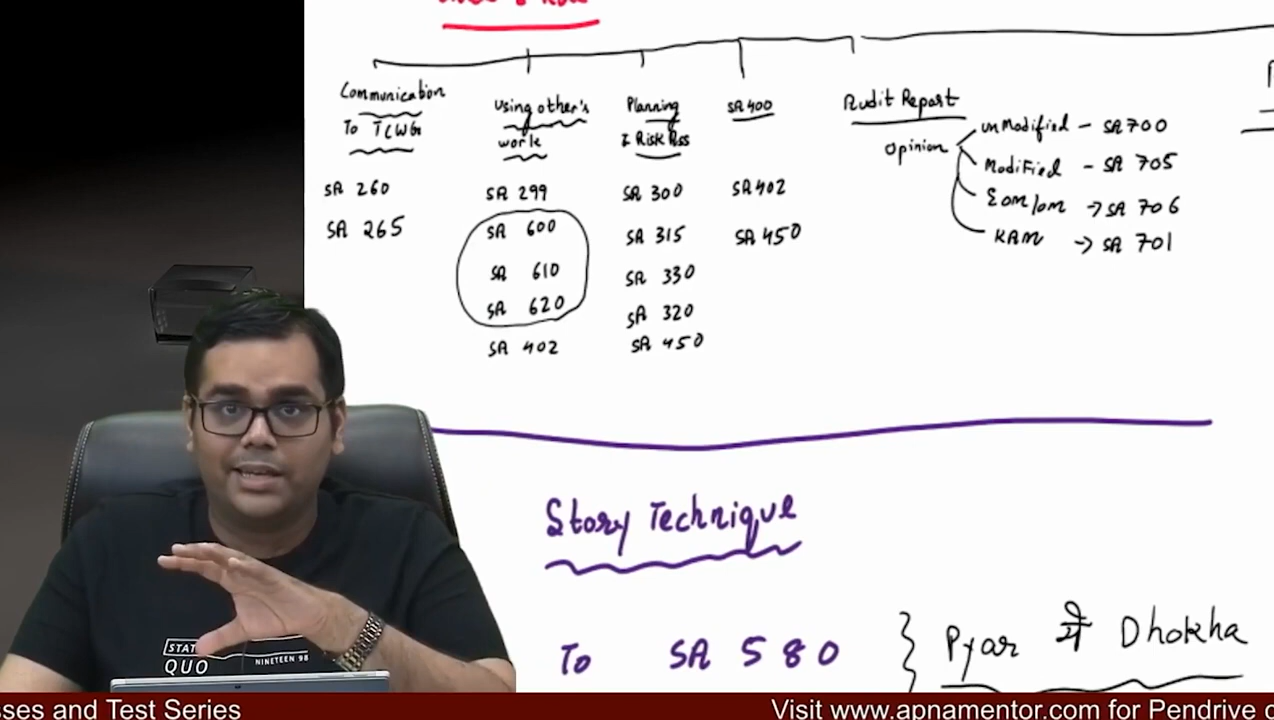 Communication
To TCWG
SA 260
SA 265
Using other's
work
SA 299
SA 600
SA 610
SA 620
SA 402
Planning
& Risk Ass
SA 300
SA 315
SA 330
SA 320
SA 450
SA 400
SA 402
SA 450
Audit Report
Opinion
unModified - SA 700
Modified - SA 705
Eom/om → SA 706
KAM → SA 701
Story Technique
To SA 580 } Pyar में Dhokha
QUO
NINETEEN 98
sses and Test Series
Visit www.apnamentor.com for Pendrive c